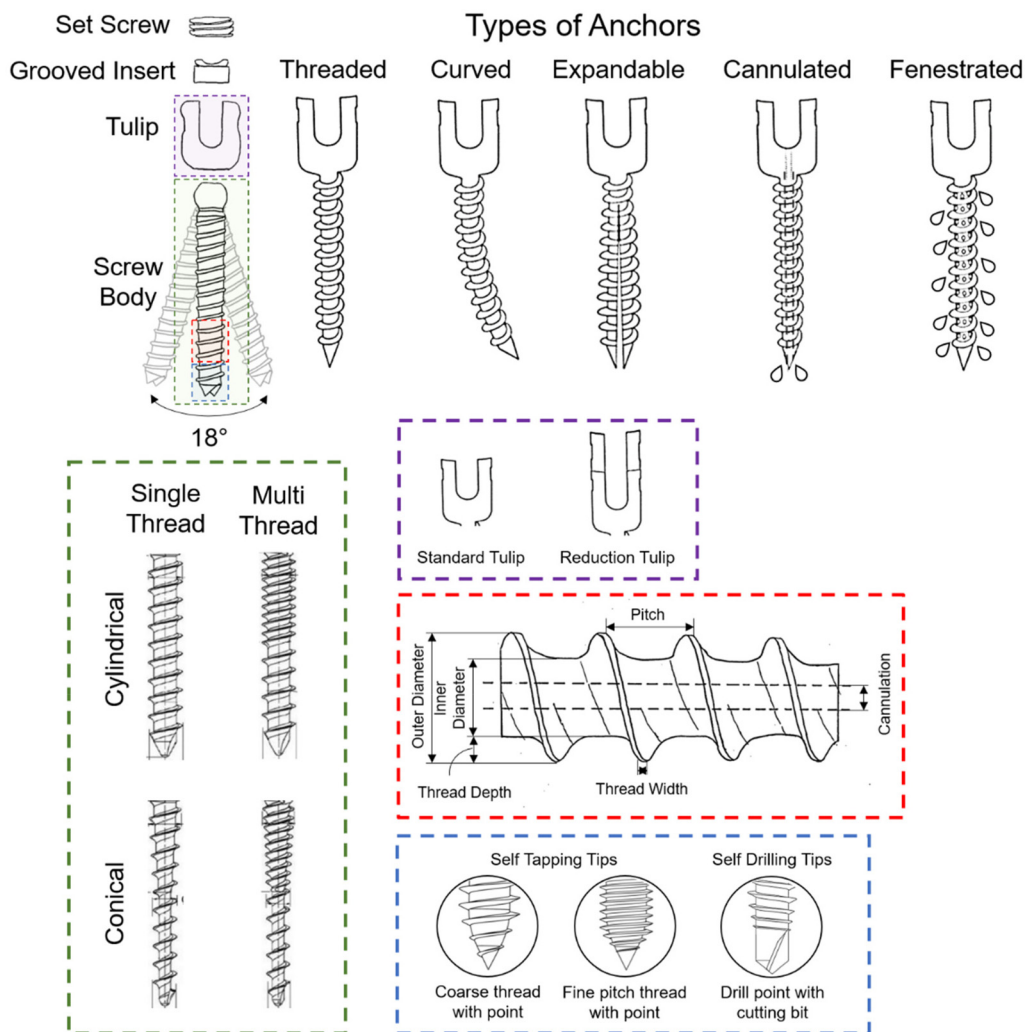 Set Screw
Grooved Insert
Tulip
Screw
Body
18°
Types of Anchors
Threaded
Curved
Expandable
Cannulated
Fenestrated
Single
Thread
Multi
Thread
Cylindrical
Conical
Standard Tulip
Reduction Tulip
Pitch
Outer Diameter
Inner
Diameter
Cannulation
Thread Depth
Thread Width
Self Tapping Tips
Self Drilling Tips
Coarse thread
with point
Fine pitch thread
with point
Drill point with
cutting bit